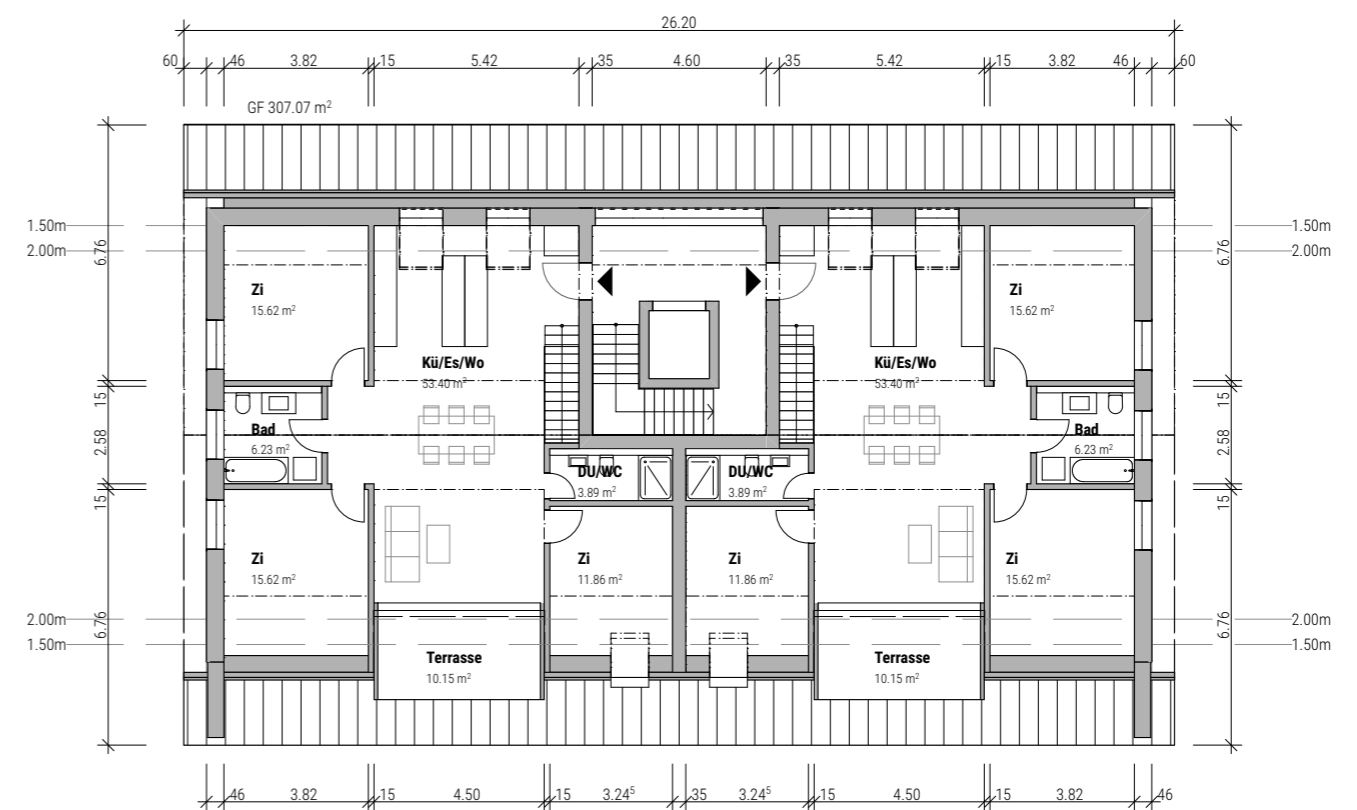 26.20
60 46 3.82 15 5.42 35 4.60 35 5.42 15 3.82 46 60
GF 307.07 m²
1.50m 1.50m
2.00m 2.00m
6.76 6.76
Zi Zi
15.62 m² 15.62 m²
Kü/Es/Wo Kü/Es/Wo
53.40 m² 53.40 m²
15 15
Bad Bad
6.23 m² 6.23 m²
2.58 2.58
DU/WC DU/WC
3.89 m² 3.89 m²
15 15
Zi Zi Zi Zi
15.62 m² 11.86 m² 11.86 m² 15.62 m²
2.00m 2.00m
6.76 6.76
1.50m 1.50m
Terrasse Terrasse
10.15 m² 10.15 m²
46 3.82 15 4.50 15 3.24⁵ 35 3.24⁵ 15 4.50 15 3.82 46